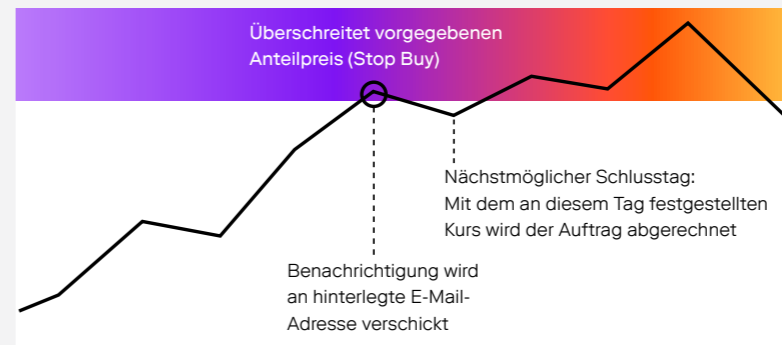 Überschreitet vorgegebenen
Anteilpreis (Stop Buy)
Nächstmöglicher Schlusstag:
Mit dem an diesem Tag festgestellten
Kurs wird der Auftrag abgerechnet
Benachrichtigung wird
an hinterlegte E-Mail-
Adresse verschickt